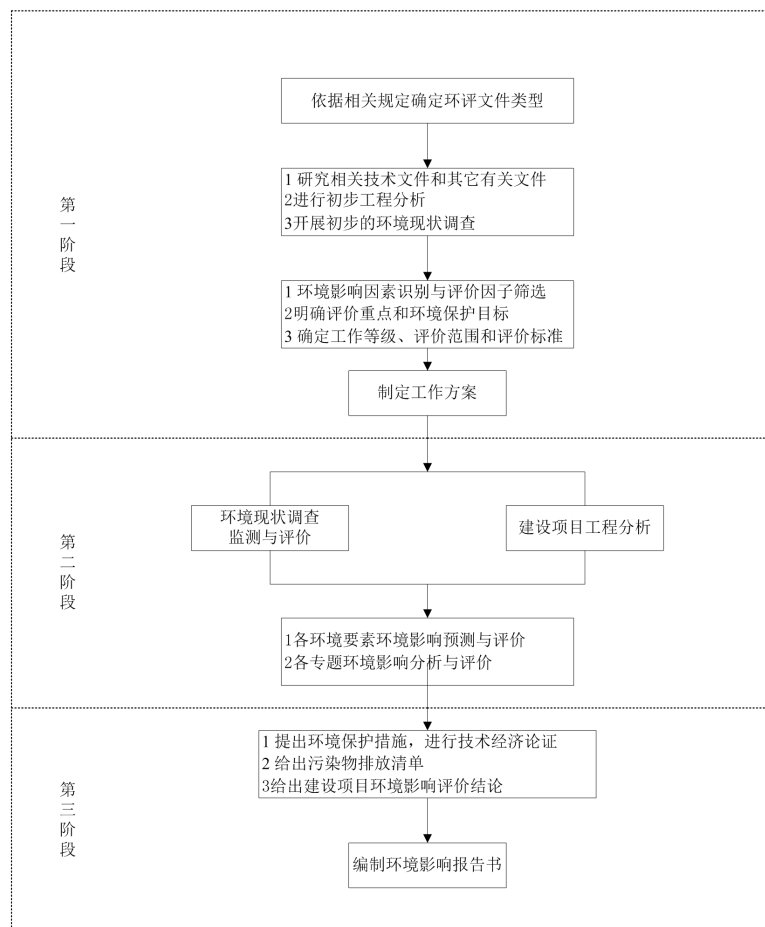 依据相关规定确定环评文件类型
第一阶段
1 研究相关技术文件和其它有关文件
2进行初步工程分析
3开展初步的环境现状调查
1 环境影响因素识别与评价因子筛选
2明确评价重点和环境保护目标
3 确定工作等级、评价范围和评价标准
制定工作方案
第二阶段
环境现状调查
监测与评价
建设项目工程分析
1各环境要素环境影响预测与评价
2各专题环境影响分析与评价
第三阶段
1 提出环境保护措施，进行技术经济论证
2 给出污染物排放清单
3给出建设项目环境影响评价结论
编制环境影响报告书